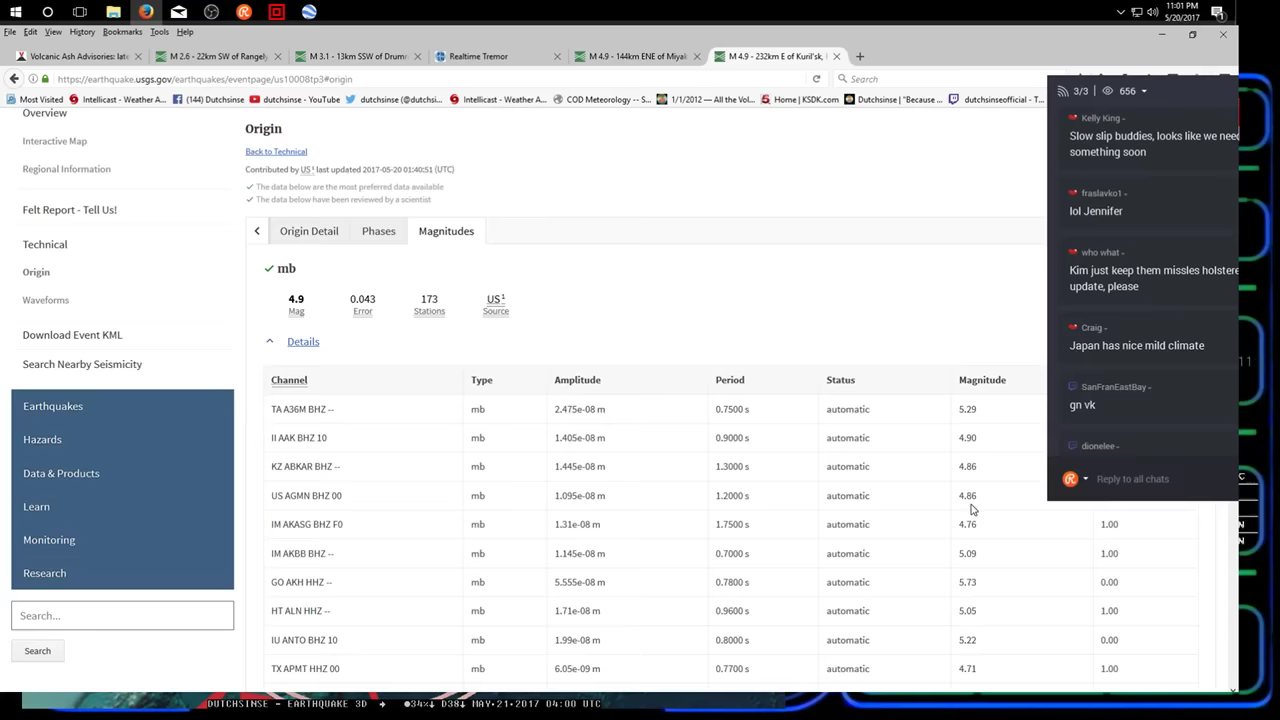 11:01 PM
5/20/2017
File Edit View History Bookmarks Tools Help
Volcanic Ash Advisories: late
M 2.6 - 22km SW of Rangely
M 3.1 - 13km SSW of Drums
Realtime Tremor
M 4.9 - 144km ENE of Miyak
M 4.9 - 232km E of Kuril'sk,
https://earthquake.usgs.gov/earthquakes/eventpage/us10008tp3#origin
Search
Most Visited
Intellicast - Weather A...
(144) Dutchsinse
dutchsinse - YouTube
dutchsinse (@dutchsi...
Intellicast - Weather A...
COD Meteorology -- S...
1/1/2012 — All the Vol...
Home | KSDK.com
Dutchsinse | "Because ...
dutchsinseofficial - T...
Overview
Interactive Map
Regional Information
Felt Report - Tell Us!
Technical
Origin
Waveforms
Download Event KML
Search Nearby Seismicity
Earthquakes
Hazards
Data & Products
Learn
Monitoring
Research
Search...
Search
Origin
Back to Technical
Contributed by US1 last updated 2017-05-20 01:40:51 (UTC)
The data below are the most preferred data available
The data below have been reviewed by a scientist
Origin Detail Phases Magnitudes
mb
4.9 0.043 173 US1
Mag Error Stations Source
Details
Channel Type Amplitude Period Status Magnitude
TA A36M BHZ -- mb 2.475e-08 m 0.7500 s automatic 5.29
II AAK BHZ 10 mb 1.405e-08 m 0.9000 s automatic 4.90
KZ ABKAR BHZ -- mb 1.445e-08 m 1.3000 s automatic 4.86
US AGMN BHZ 00 mb 1.095e-08 m 1.2000 s automatic 4.86
IM AKASG BHZ F0 mb 1.31e-08 m 1.7500 s automatic 4.76 1.00
IM AKBB BHZ -- mb 1.145e-08 m 0.7000 s automatic 5.09 1.00
GO AKH HHZ -- mb 5.555e-08 m 0.7800 s automatic 5.73 0.00
HT ALN HHZ -- mb 1.71e-08 m 0.9600 s automatic 5.05 1.00
IU ANTO BHZ 10 mb 1.99e-08 m 0.8000 s automatic 5.22 0.00
TX APMT HHZ 00 mb 6.05e-09 m 0.7700 s automatic 4.71 1.00
3/3 | 656
Kelly King
Slow slip buddies, looks like we need
something soon
fraslavko1
lol Jennifer
who what
Kim just keep them missles holstere
update, please
Craig
Japan has nice mild climate
SanFranEastBay
gn vk
dionelee
Reply to all chats
DUTCHSINSE - EARTHQUAKE 3D
34% D38 MAY-21-2017 04:00 UTC